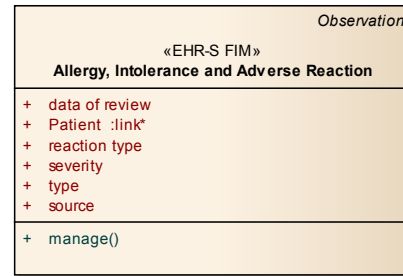 Observation
«EHR-S FIM»
Allergy, Intolerance and Adverse Reaction
+ data of review
+ Patient :link*
+ reaction type
+ severity
+ type
+ source
+ manage()